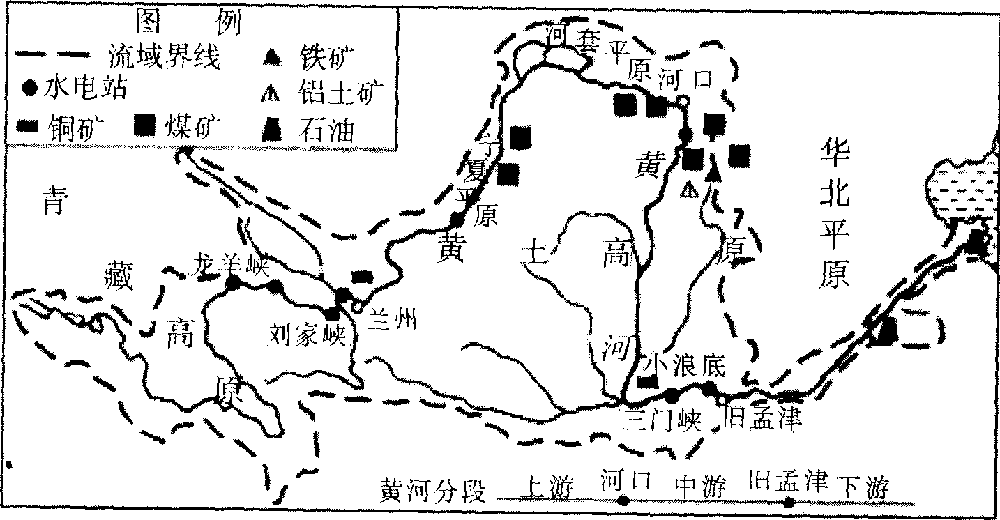 图 例
流域界线 铁矿
水电站 铝土矿
铜矿 煤矿 石油
河套平原
河口
宁夏平原
黄河
黄土高原
华北平原
青藏高原
龙羊峡
刘家峡
兰州
小浪底
三门峡
旧孟津
黄河分段 上游 河口 中游 旧孟津 下游